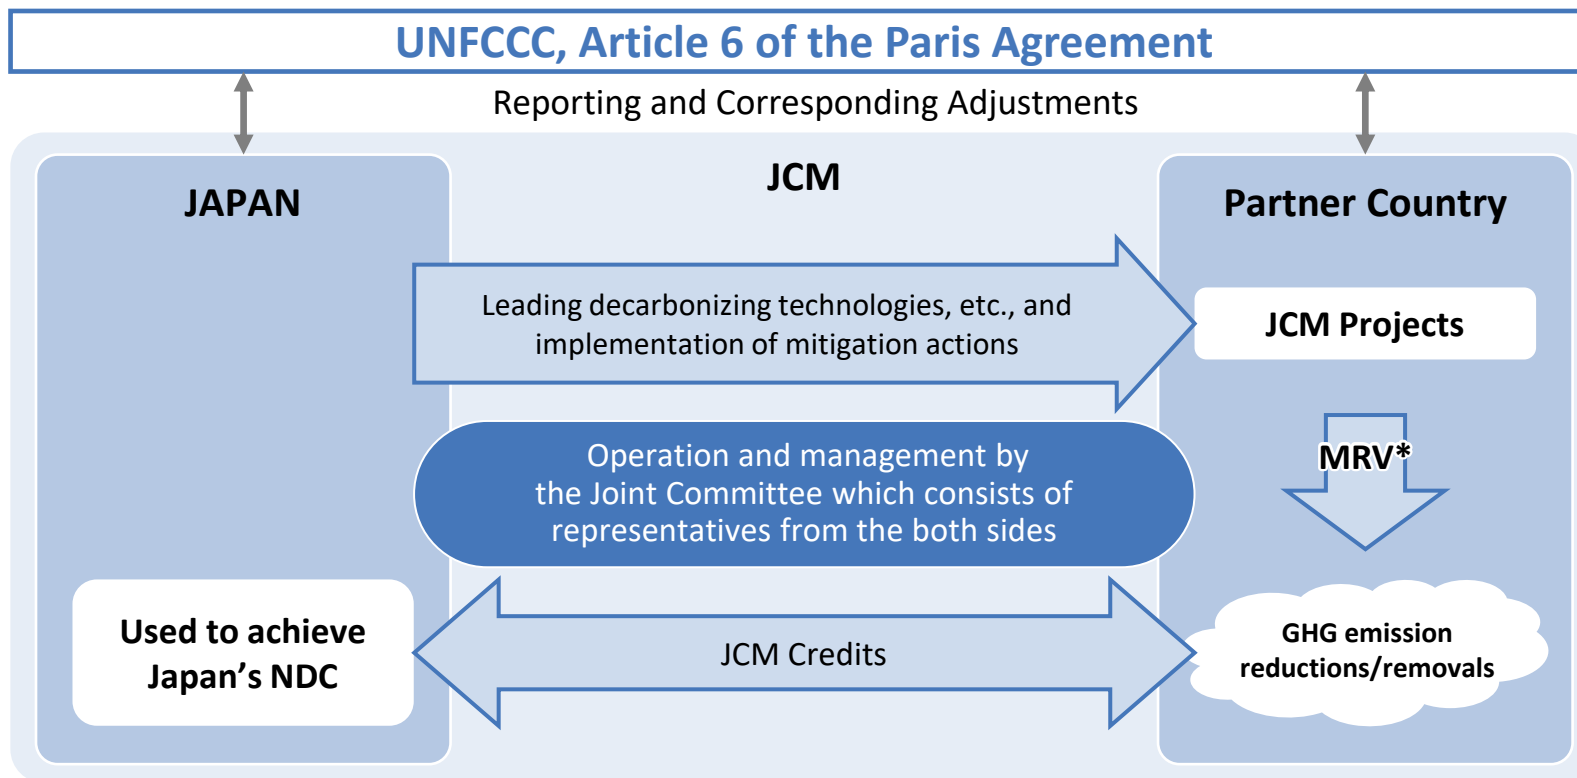 UNFCCC, Article 6 of the Paris Agreement
Reporting and Corresponding Adjustments
JCM
JAPAN
Partner Country
Leading decarbonizing technologies, etc., and
implementation of mitigation actions
JCM Projects
Operation and management by
the Joint Committee which consists of
representatives from the both sides
MRV*
Used to achieve
Japan’s NDC
JCM Credits
GHG emission
reductions/removals